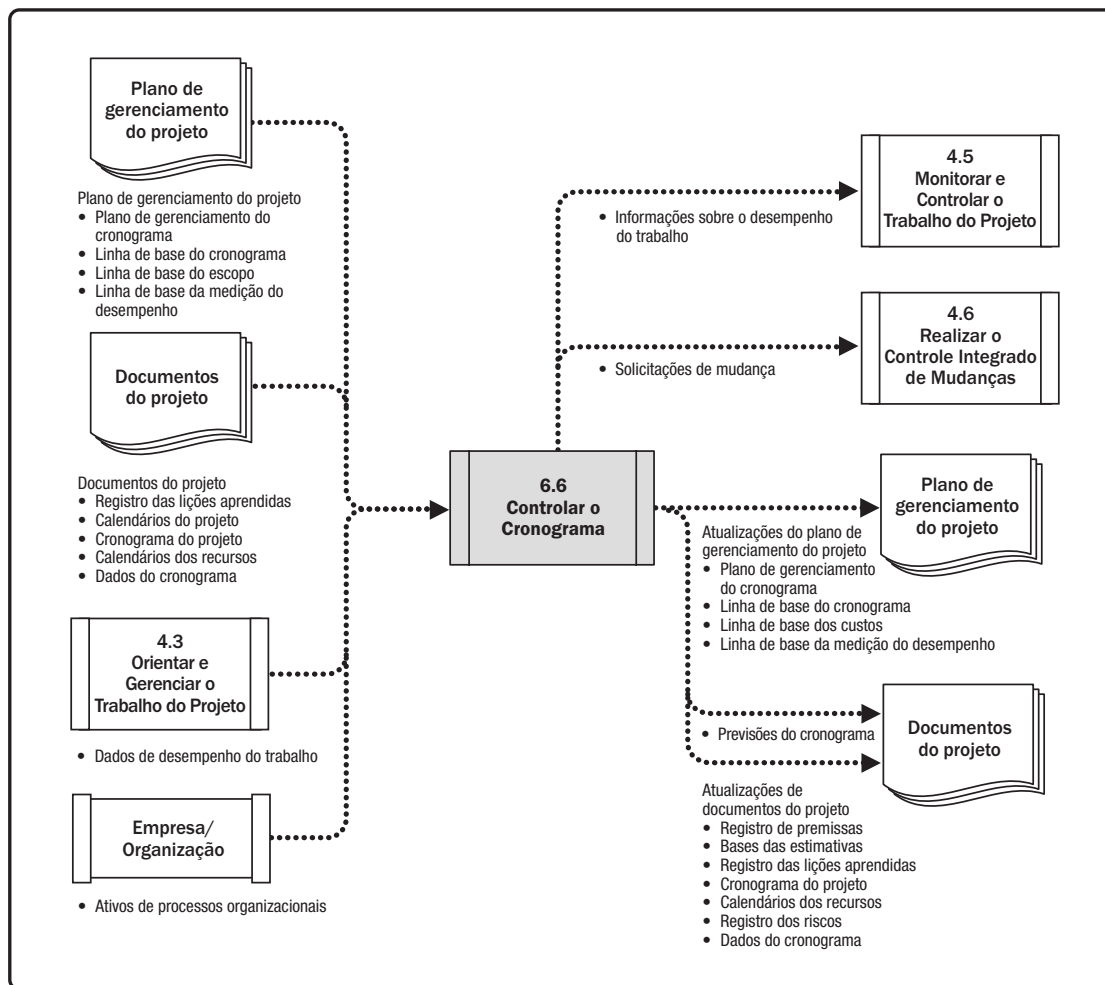 Plano de
gerenciamento
do projeto
Plano de gerenciamento do projeto
• Plano de gerenciamento do
cronograma
• Linha de base do cronograma
• Linha de base do escopo
• Linha de base da medição do
desempenho
Documentos
do projeto
Documentos do projeto
• Registro das lições aprendidas
• Calendários do projeto
• Cronograma do projeto
• Calendários dos recursos
• Dados do cronograma
4.3
Orientar e
Gerenciar o
Trabalho do Projeto
• Dados de desempenho do trabalho
Empresa/
Organização
• Ativos de processos organizacionais
6.6
Controlar o
Cronograma
• Informações sobre o desempenho
do trabalho
4.5
Monitorar e
Controlar o
Trabalho do Projeto
• Solicitações de mudança
4.6
Realizar o
Controle Integrado
de Mudanças
Plano de
gerenciamento
do projeto
Atualizações do plano de
gerenciamento do projeto
• Plano de gerenciamento
do cronograma
• Linha de base do cronograma
• Linha de base dos custos
• Linha de base da medição do desempenho
• Previsões do cronograma
Documentos
do projeto
Atualizações de
documentos do projeto
• Registro de premissas
• Bases das estimativas
• Registro das lições aprendidas
• Cronograma do projeto
• Calendários dos recursos
• Registro dos riscos
• Dados do cronograma